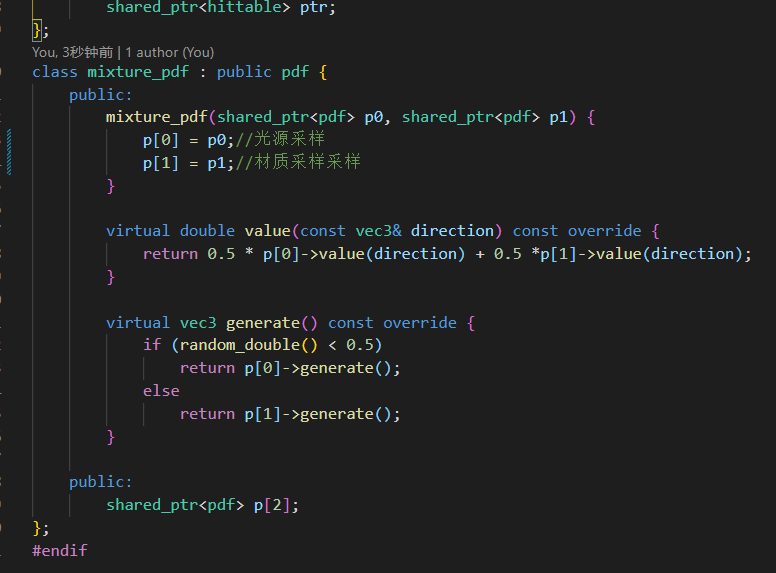 shared_ptr<hittable> ptr;
};
You, 3秒钟前 | 1 author (You)
class mixture_pdf : public pdf {
public:
mixture_pdf(shared_ptr<pdf> p0, shared_ptr<pdf> p1) {
p[0] = p0;//光源采样
p[1] = p1;//材质采样采样
}
virtual double value(const vec3& direction) const override {
return 0.5 * p[0]->value(direction) + 0.5 *p[1]->value(direction);
}
virtual vec3 generate() const override {
if (random_double() < 0.5)
return p[0]->generate();
else
return p[1]->generate();
}
public:
shared_ptr<pdf> p[2];
};
#endif